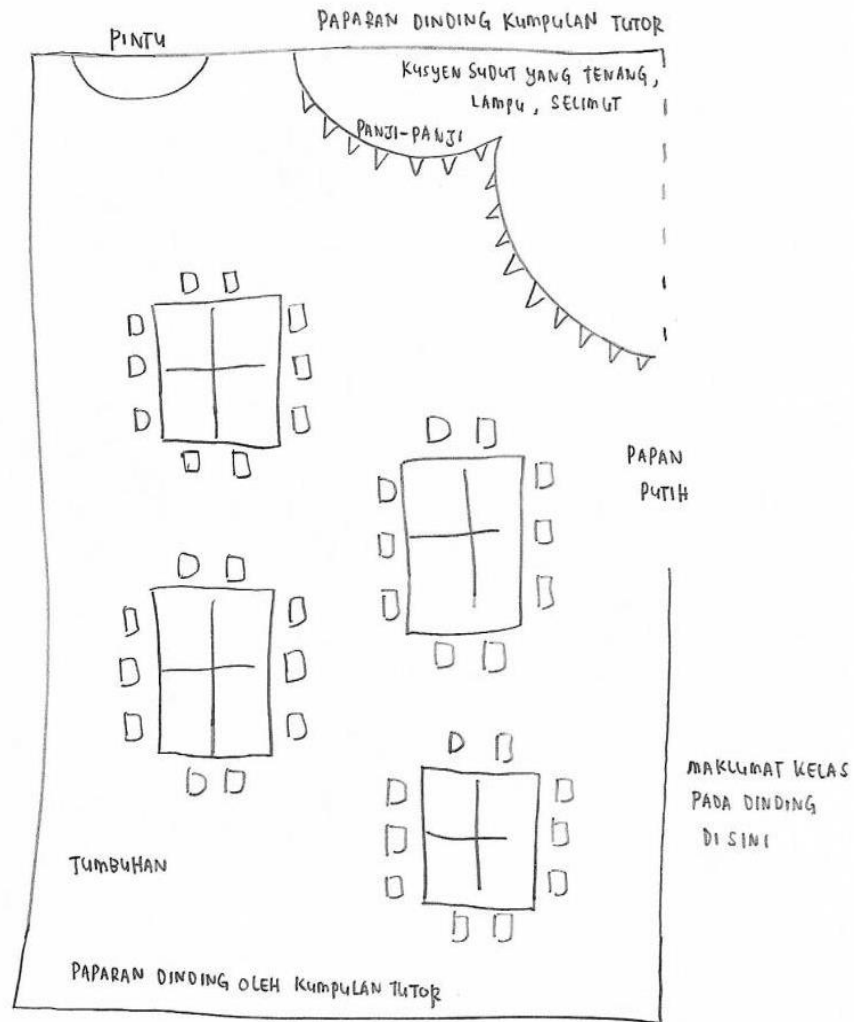 PAPARAN DINDING KUMPULAN TUTOR
PINTU
KUSYEN SUDUT YANG TENANG,
LAMPU, SELIMUT
PANJI-PANJI
PAPAN
PUTIH
MAKLUMAT KELAS
PADA DINDING
DI SINI
TUMBUHAN
PAPARAN DINDING OLEH KUMPULAN TUTOR